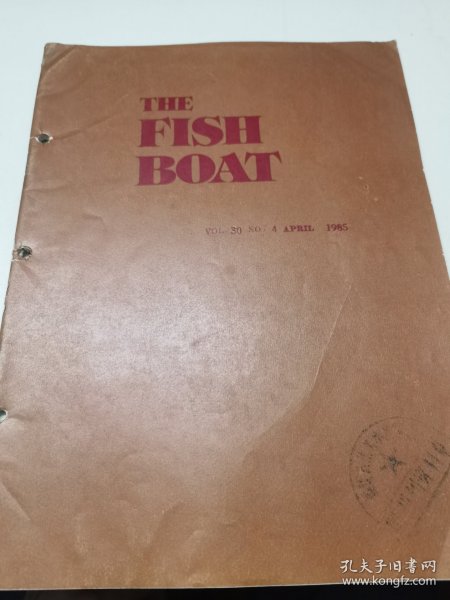 THE
FISH
BOAT
VOL 30 NO. 4 APRIL 1985
孔夫子旧书网
www.kongfz.com